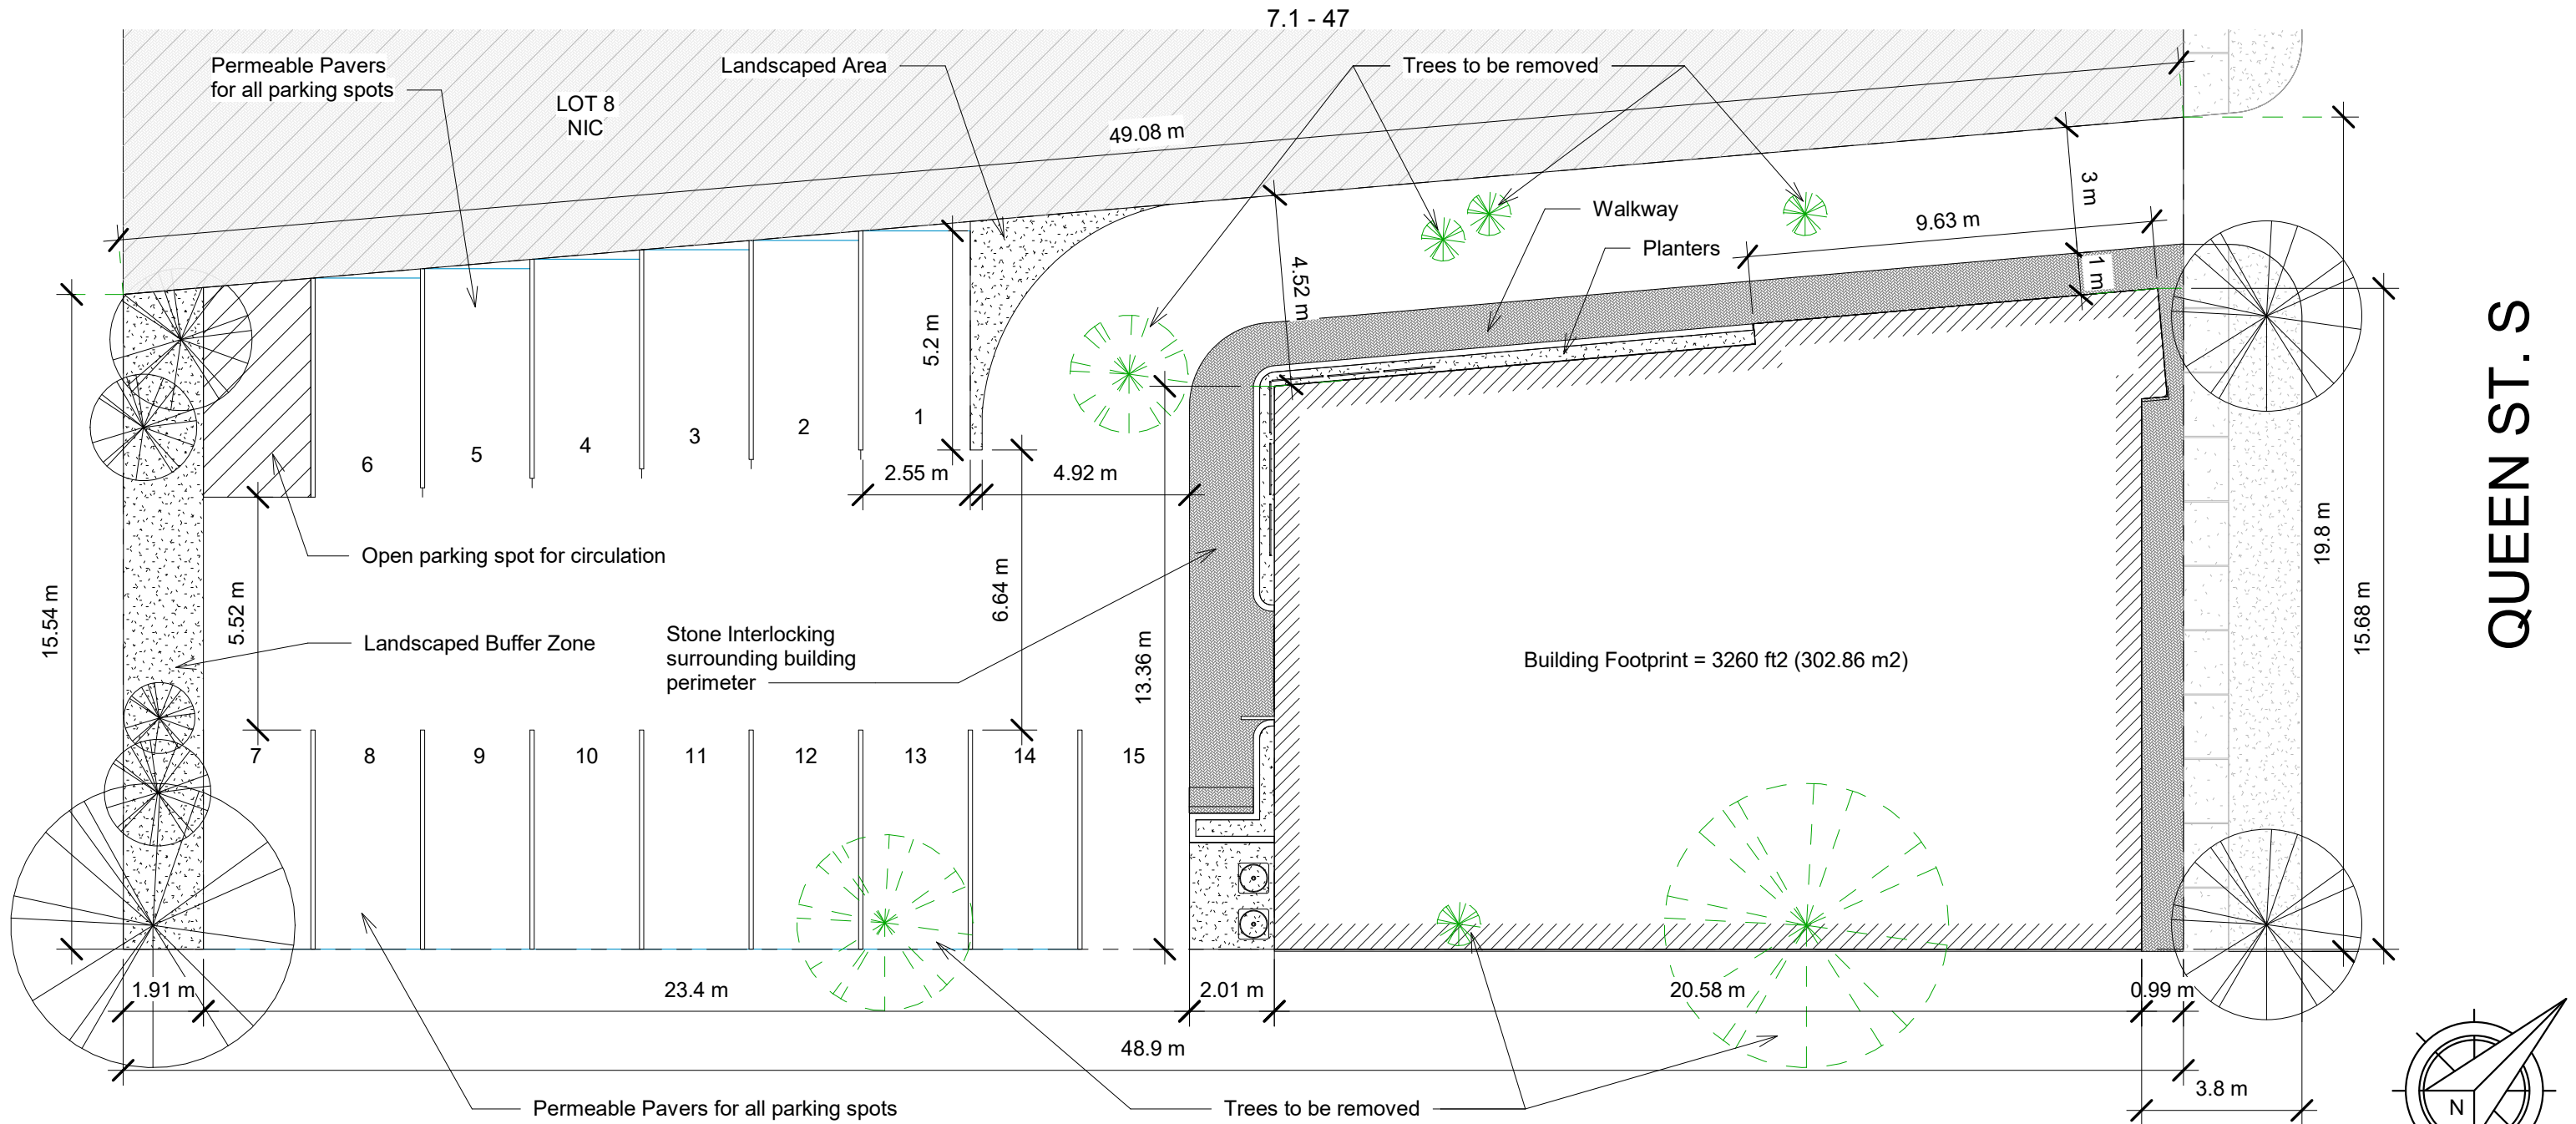 7.1 - 47
Permeable Pavers
for all parking spots
LOT 8
NIC
Landscaped Area
Trees to be removed
49.08 m
Walkway
Planters
9.63 m
3 m
1 m
4.52 m
5.2 m
1
2
3
4
5
6
2.55 m
4.92 m
Open parking spot for circulation
15.54 m
5.52 m
6.64 m
Landscaped Buffer Zone
Stone Interlocking
surrounding building
perimeter
13.36 m
Building Footprint = 3260 ft2 (302.86 m2)
19.8 m
15.68 m
QUEEN ST. S
7
8
9
10
11
12
13
14
15
1.91 m
23.4 m
2.01 m
20.58 m
0.99 m
48.9 m
3.8 m
Permeable Pavers for all parking spots
Trees to be removed
N